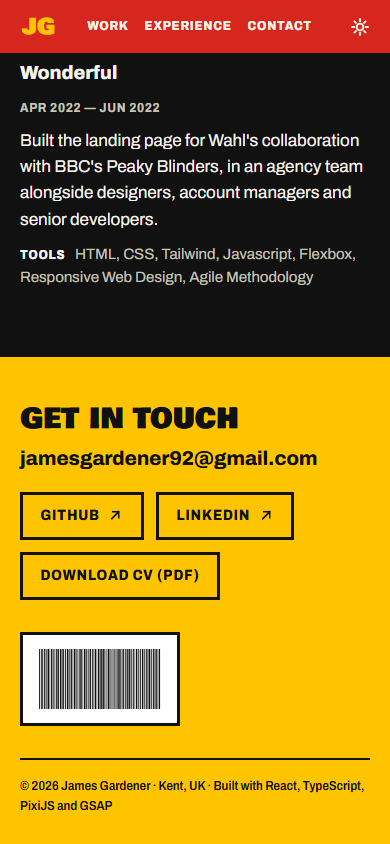 JG WORK EXPERIENCE CONTACT
Wonderful
APR 2022 — JUN 2022
Built the landing page for Wahl's collaboration
with BBC's Peaky Blinders, in an agency team
alongside designers, account managers and
senior developers.
TOOLS HTML, CSS, Tailwind, Javascript, Flexbox,
Responsive Web Design, Agile Methodology
GET IN TOUCH
jamesgardener92@gmail.com
GITHUB ↗ LINKEDIN ↗
DOWNLOAD CV (PDF)
© 2026 James Gardener · Kent, UK · Built with React, TypeScript,
PixiJS and GSAP